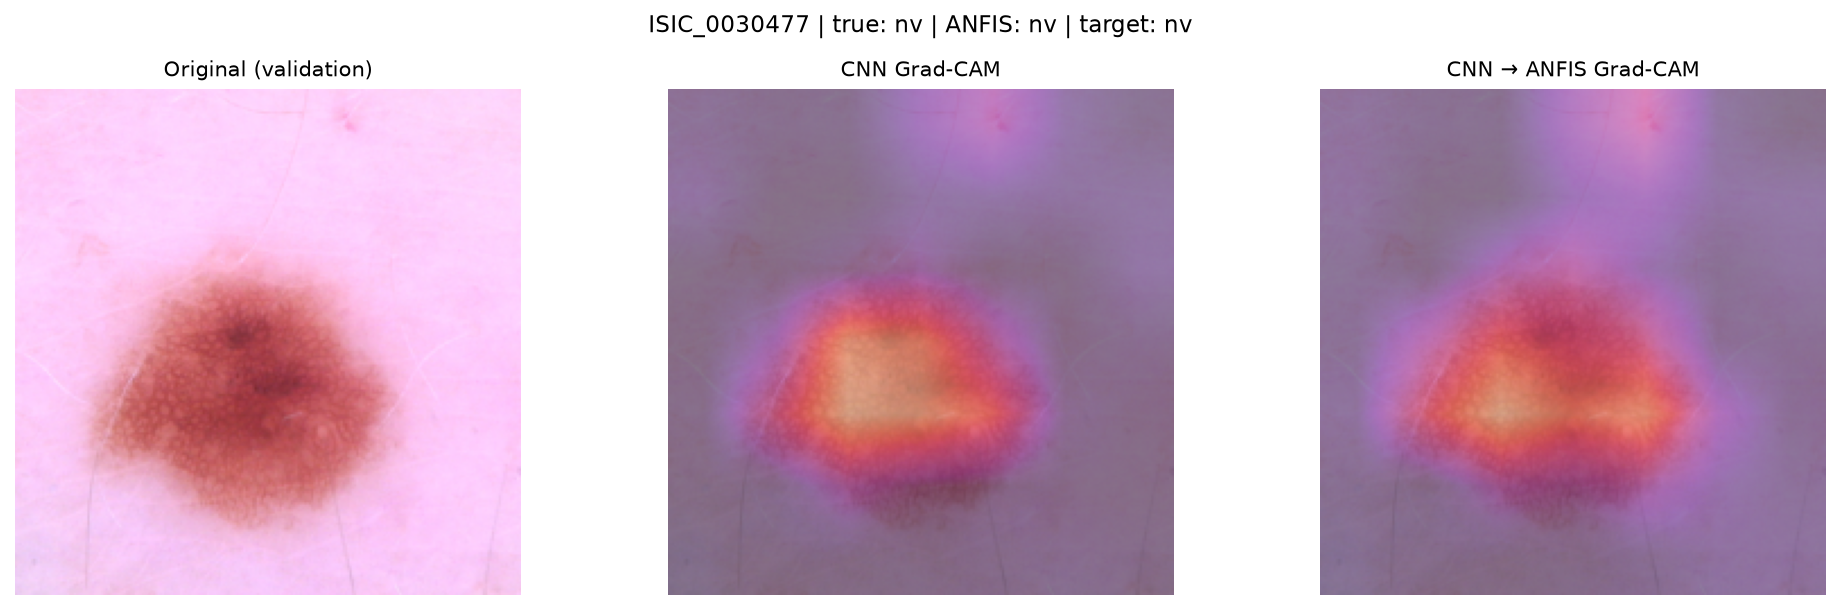 ISIC_0030477 | true: nv | ANFIS: nv | target: nv
Original (validation)
CNN Grad-CAM
CNN → ANFIS Grad-CAM